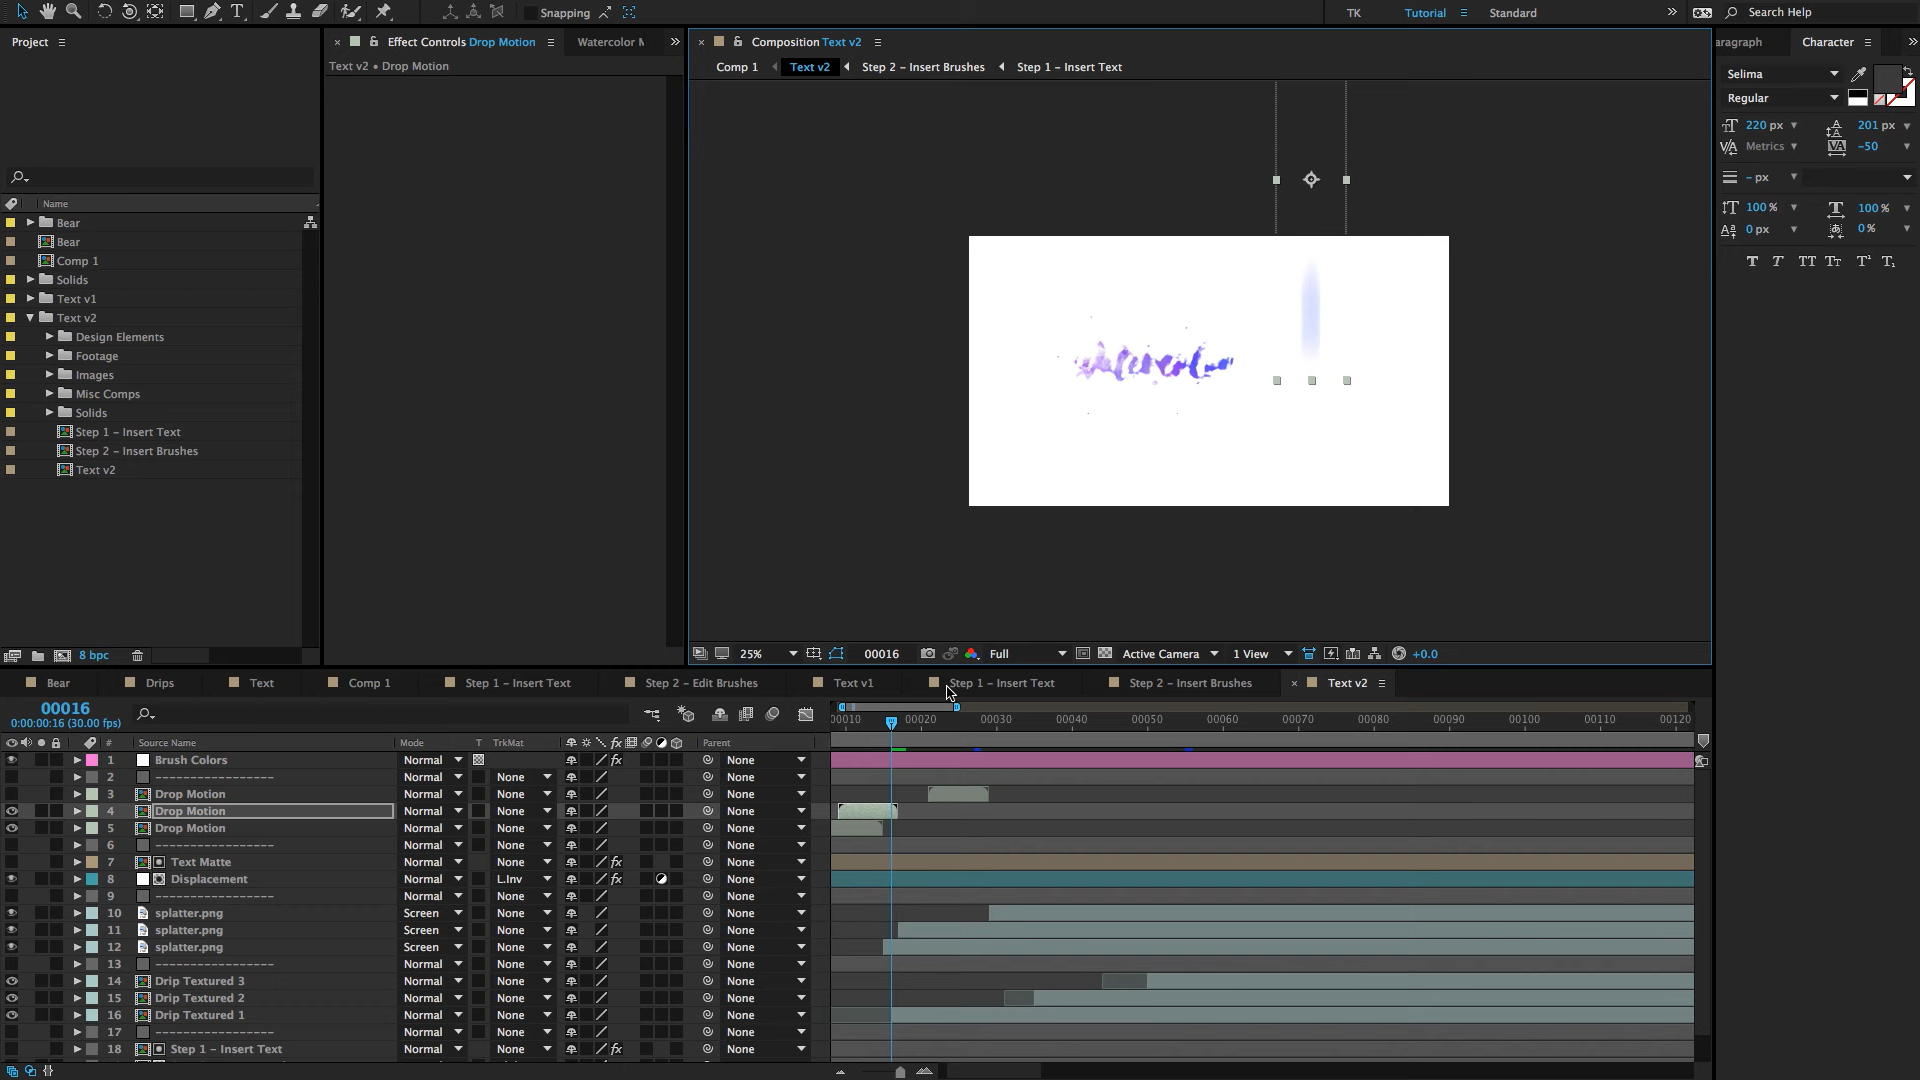 Snapping
TK
Tutorial
Standard
Search Help
Project
Effect Controls Drop Motion
Watercolor M
Composition Text v2
aragraph
Character
Text v2 • Drop Motion
Comp 1
Text v2
Step 2 – Insert Brushes
Step 1 – Insert Text
Selima
Regular
220 px
201 px
Metrics
-50
- px
100 %
100 %
0 px
0 %
T T TT Tt T¹ T₁
Name
Bear
Bear
Comp 1
Solids
Text v1
Text v2
Design Elements
Footage
Images
Misc Comps
Solids
Step 1 – Insert Text
Step 2 – Insert Brushes
Text v2
8 bpc
25%
00016
Full
Active Camera
1 View
+0.0
Bear
Drips
Text
Comp 1
Step 1 – Insert Text
Step 2 – Edit Brushes
Text v1
Step 1 – Insert Text
Step 2 – Insert Brushes
Text v2
00016
0:00:00:16 (30.00 fps)
00010 00020 00030 00040 00050 00060 00070 00080 00090 00100 00110 00120
# Source Name Mode T TrkMat Parent
1 Brush Colors Normal None
2 ----------------- Normal None None
3 Drop Motion Normal None None
4 Drop Motion Normal None None
5 Drop Motion Normal None None
6 ----------------- Normal None None
7 Text Matte Normal None None
8 Displacement Normal L.Inv None
9 ----------------- Normal None None
10 splatter.png Screen None None
11 splatter.png Screen None None
12 splatter.png Screen None None
13 ----------------- Normal None None
14 Drip Textured 3 Normal None None
15 Drip Textured 2 Normal None None
16 Drip Textured 1 Normal None None
17 ----------------- Normal None None
18 Step 1 – Insert Text Normal None None